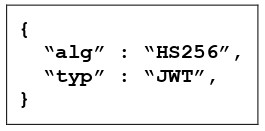 {
“alg” : “HS256”,
“typ” : “JWT”,
}